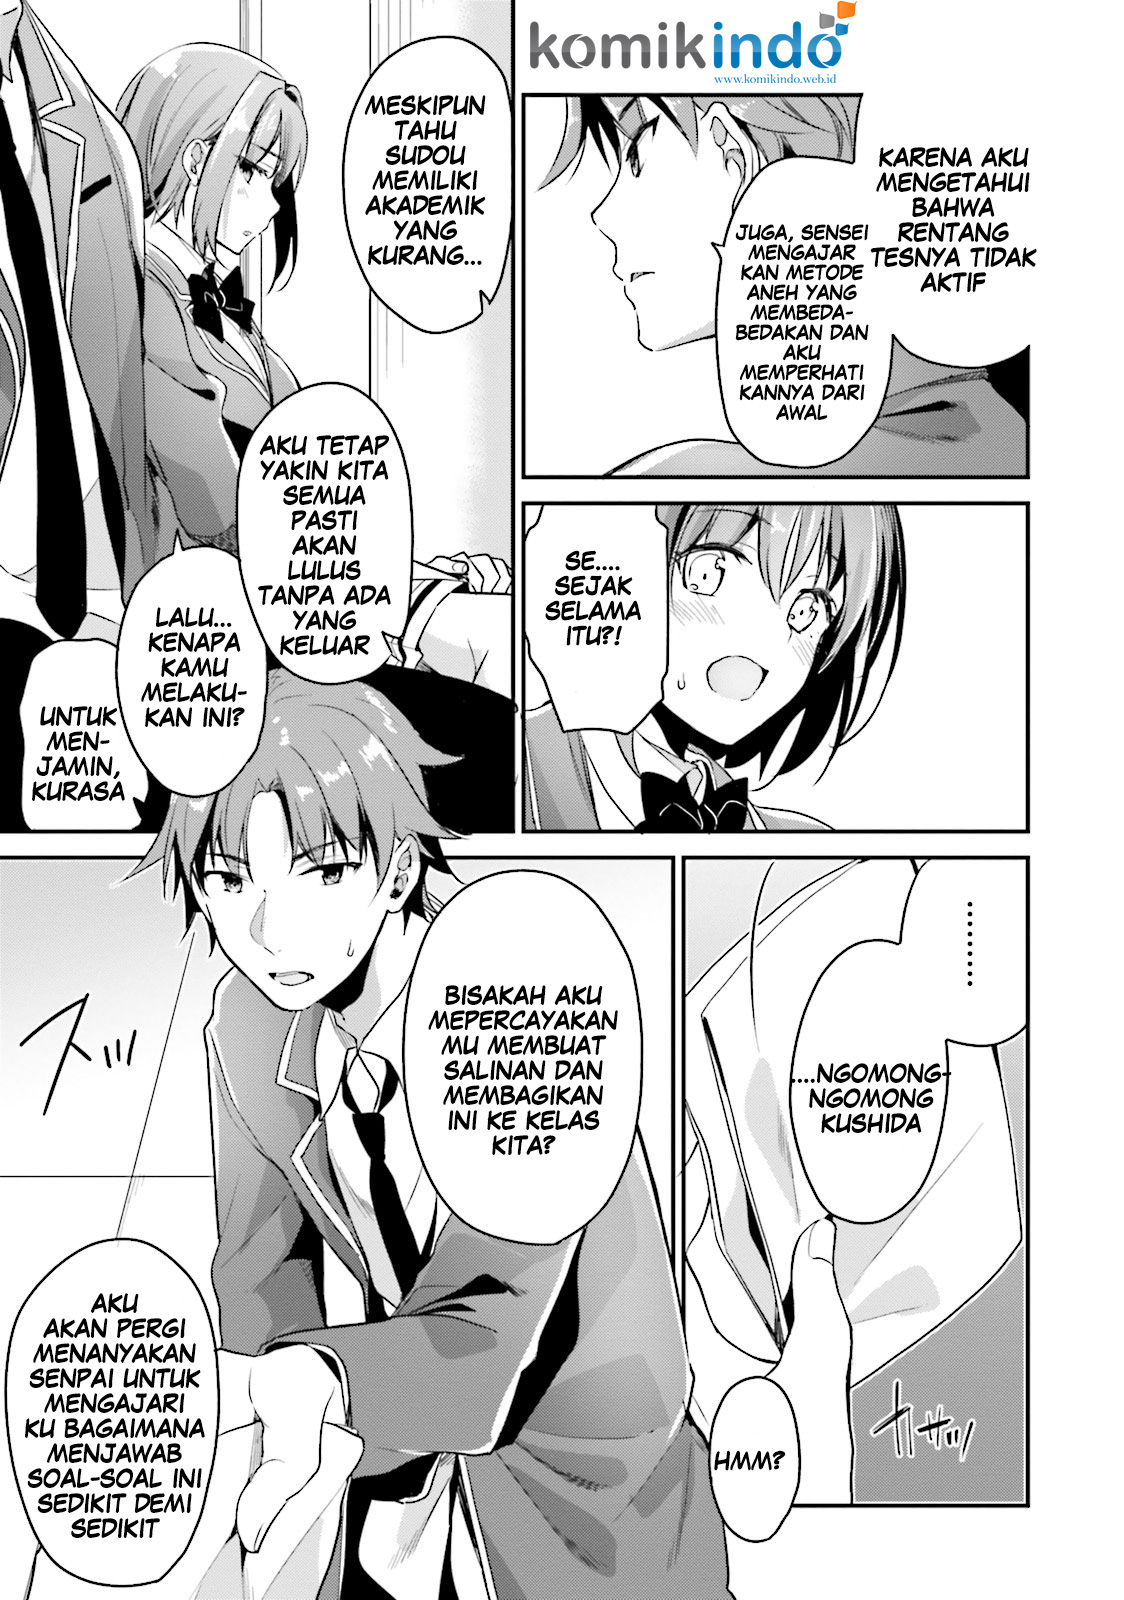 komikindo
www.komikindo.web.id
KARENA AKU
MENGETAHUI
BAHWA
RENTANG
TESNYA TIDAK
AKTIF
JUGA, SENSEI
MENGAJAR
KAN METODE
ANEH YANG
MEMBEDA-
BEDAKAN DAN
AKU
MEMPERHATI
KANNYA DARI
AWAL
SE....
SEJAK
SELAMA
ITU?!
MESKIPUN
TAHU
SUDOU
MEMILIKI
AKADEMIK
YANG
KURANG...
AKU TETAP
YAKIN KITA
SEMUA
PASTI
AKAN
LULUS
TANPA ADA
YANG
KELUAR
LALU...
KENAPA
KAMU
MELAKU-
KAN INI?
UNTUK
MEN-
JAMIN,
KURASA
.........
....NGOMONG-
NGOMONG
KUSHIDA
HMM?
ガサッ
BISAKAH AKU
MEPERCAYAKAN
MU MEMBUAT
SALINAN DAN
MEMBAGIKAN
INI KE KELAS
KITA?
スッ
AKU
AKAN PERGI
MENANYAKAN
SENPAI UNTUK
MENGAJARI
KU BAGAIMANA
MENJAWAB
SOAL-SOAL INI
SEDIKIT DEMI
SEDIKIT